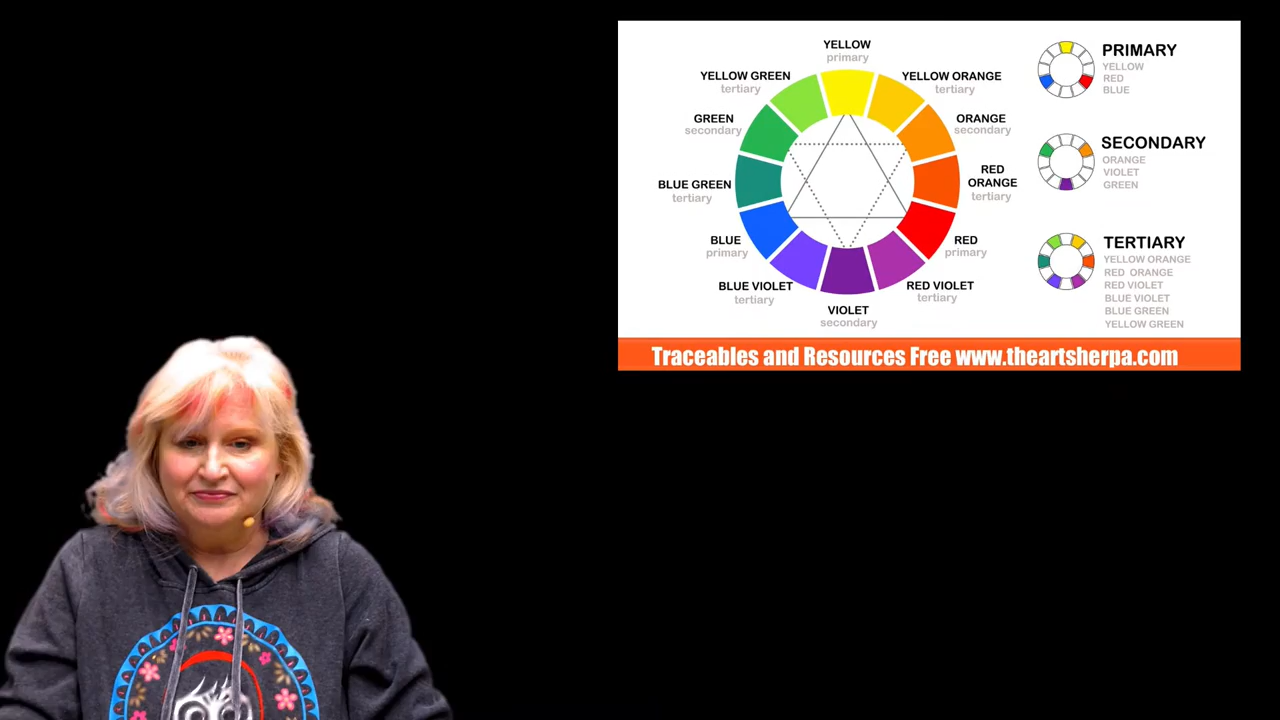 YELLOW
primary
YELLOW GREEN
tertiary
YELLOW ORANGE
tertiary
GREEN
secondary
ORANGE
secondary
BLUE GREEN
tertiary
RED
ORANGE
tertiary
BLUE
primary
RED
primary
BLUE VIOLET
tertiary
RED VIOLET
tertiary
VIOLET
secondary
PRIMARY
YELLOW
RED
BLUE
SECONDARY
ORANGE
VIOLET
GREEN
TERTIARY
YELLOW ORANGE
RED ORANGE
RED VIOLET
BLUE VIOLET
BLUE GREEN
YELLOW GREEN
Traceables and Resources Free www.theartsherpa.com